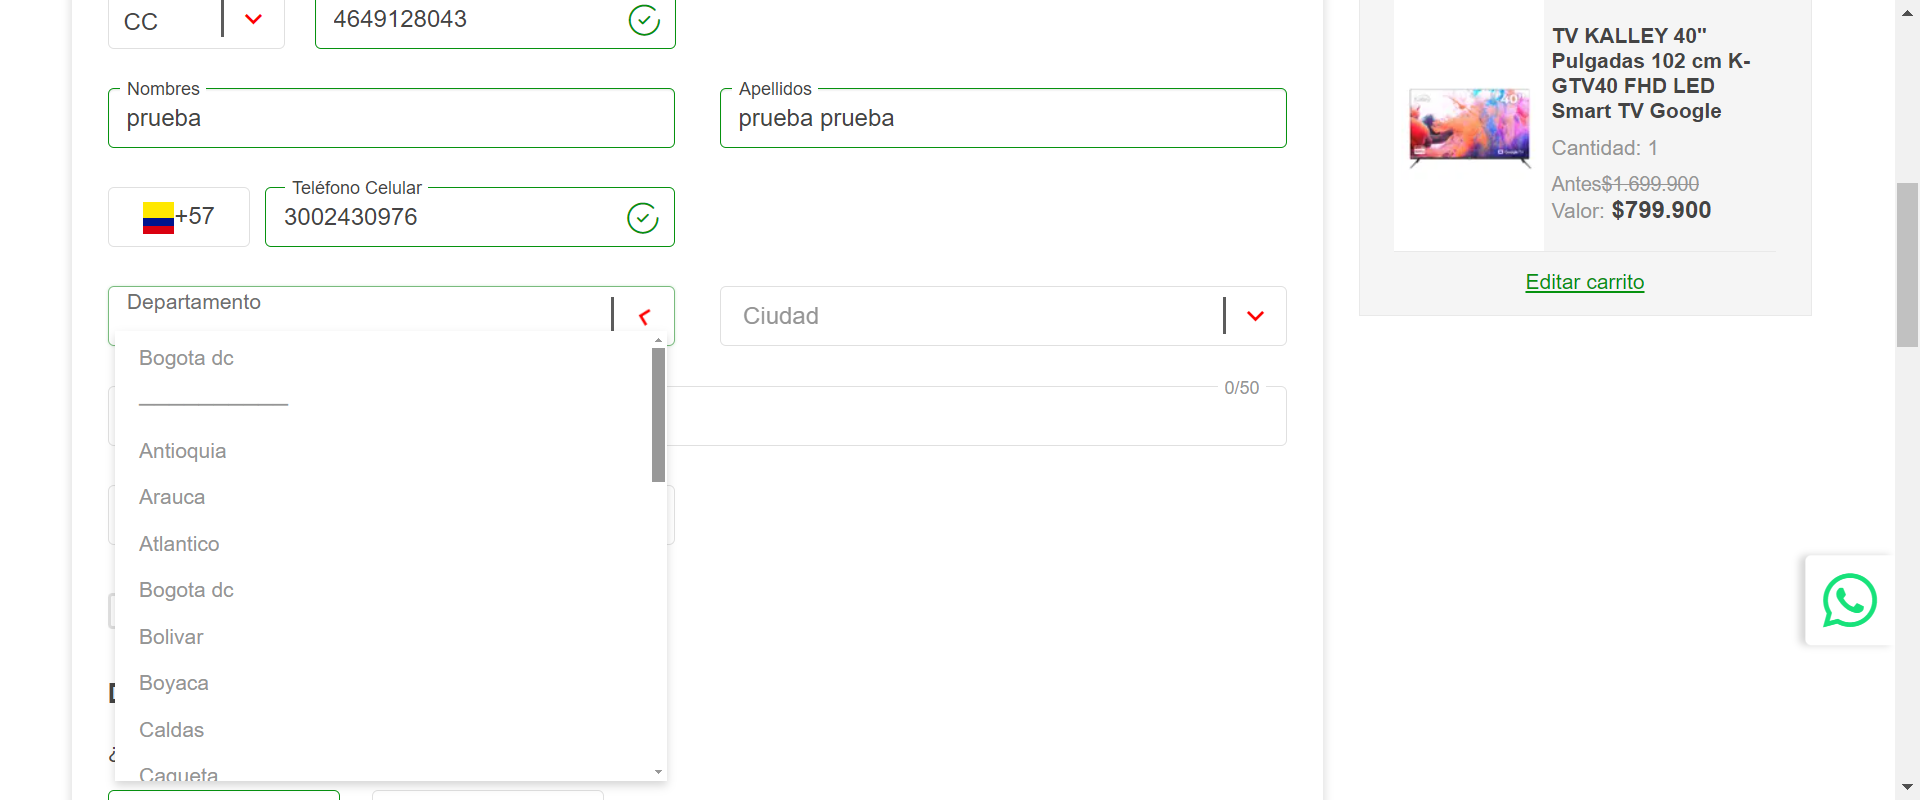 CC
4649128043
Nombres
prueba
Apellidos
prueba prueba
+57
Teléfono Celular
3002430976
Departamento
Ciudad
Bogota dc
Antioquia
Arauca
Atlantico
Bogota dc
Bolivar
Boyaca
Caldas
Caqueta
0/50
¿
TV KALLEY 40"
Pulgadas 102 cm K-
GTV40 FHD LED
Smart TV Google
Cantidad: 1
Antes$1.699.900
Valor: $799.900
Editar carrito